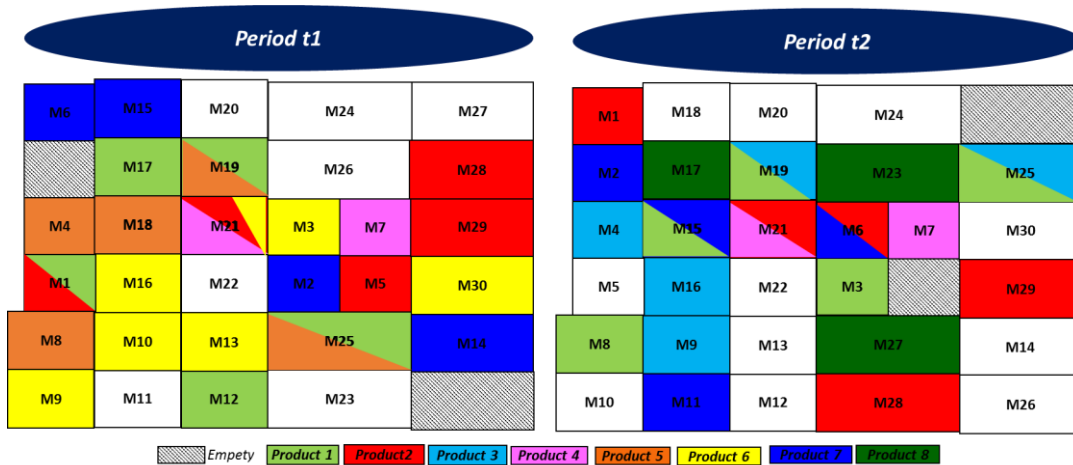 Period t1
Period t2
M6 M15 M20 M24 M27
M17 M19 M26 M28
M4 M18 M21 M3 M7 M29
M1 M16 M22 M2 M5 M30
M8 M10 M13 M25 M14
M9 M11 M12 M23
M1 M18 M20 M24
M2 M17 M19 M23 M25
M4 M15 M21 M6 M7 M30
M5 M16 M22 M3 M29
M8 M9 M13 M27 M14
M10 M11 M12 M28 M26
Empety Product 1 Product2 Product 3 Product 4 Product 5 Product 6 Product 7 Product 8